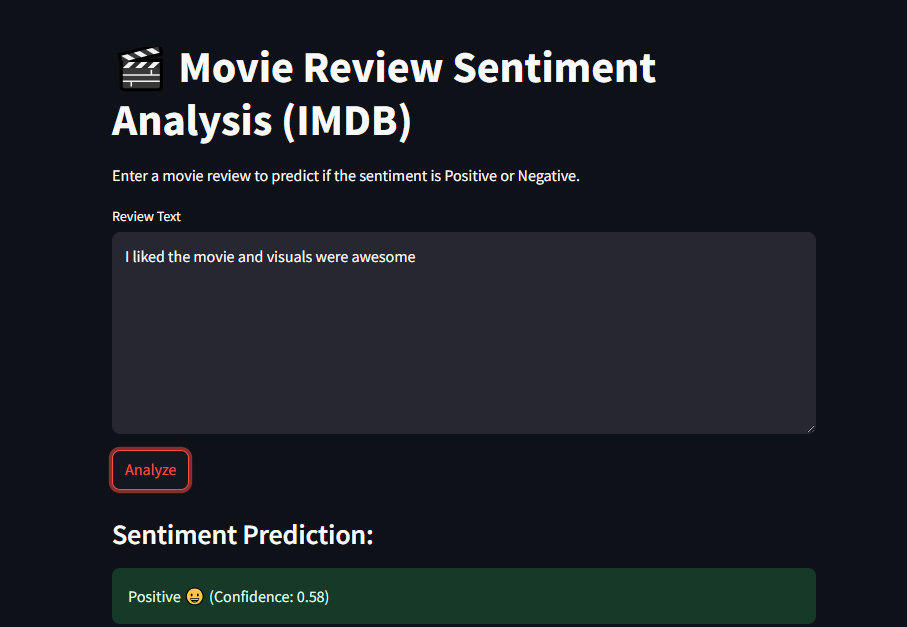 🎬 Movie Review Sentiment
Analysis (IMDB)
Enter a movie review to predict if the sentiment is Positive or Negative.
Review Text
I liked the movie and visuals were awesome
Analyze
Sentiment Prediction:
Positive 😀 (Confidence: 0.58)